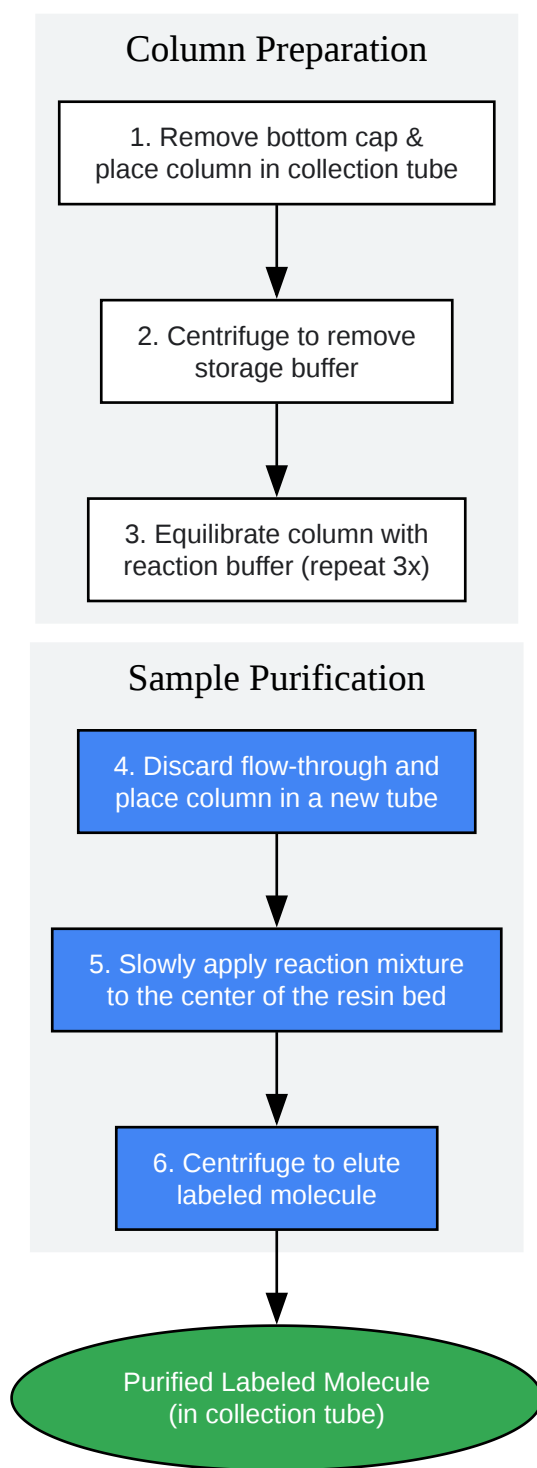 Column Preparation
1. Remove bottom cap &
place column in collection tube
2. Centrifuge to remove
storage buffer
3. Equilibrate column with
reaction buffer (repeat 3x)
Sample Purification
4. Discard flow-through and
place column in a new tube
5. Slowly apply reaction mixture
to the center of the resin bed
6. Centrifuge to elute
labeled molecule
Purified Labeled Molecule
(in collection tube)